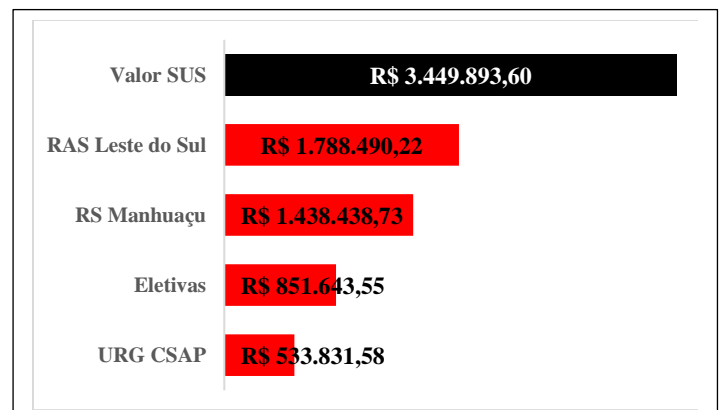 Valor SUS R$ 3.449.893,60
RAS Leste do Sul R$ 1.788.490,22
RS Manhuaçu R$ 1.438.438,73
Eletivas R$ 851.643,55
URG CSAP R$ 533.831,58